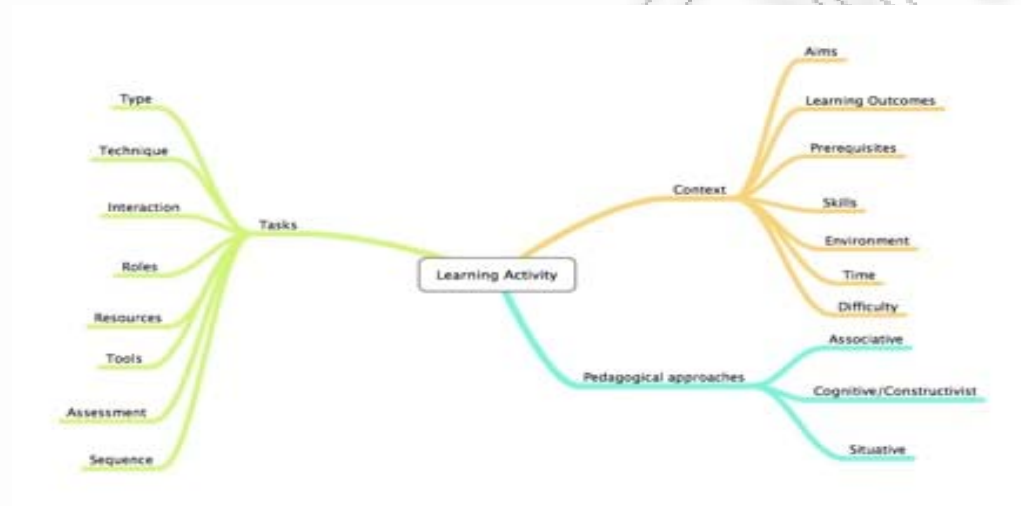 Type
Technique
Interaction
Roles
Resources
Tools
Assessment
Sequence
Tasks
Learning Activity
Context
Aims
Learning Outcomes
Prerequisites
Skills
Environment
Time
Difficulty
Pedagogical approaches
Associative
Cognitive/Constructivist
Situative